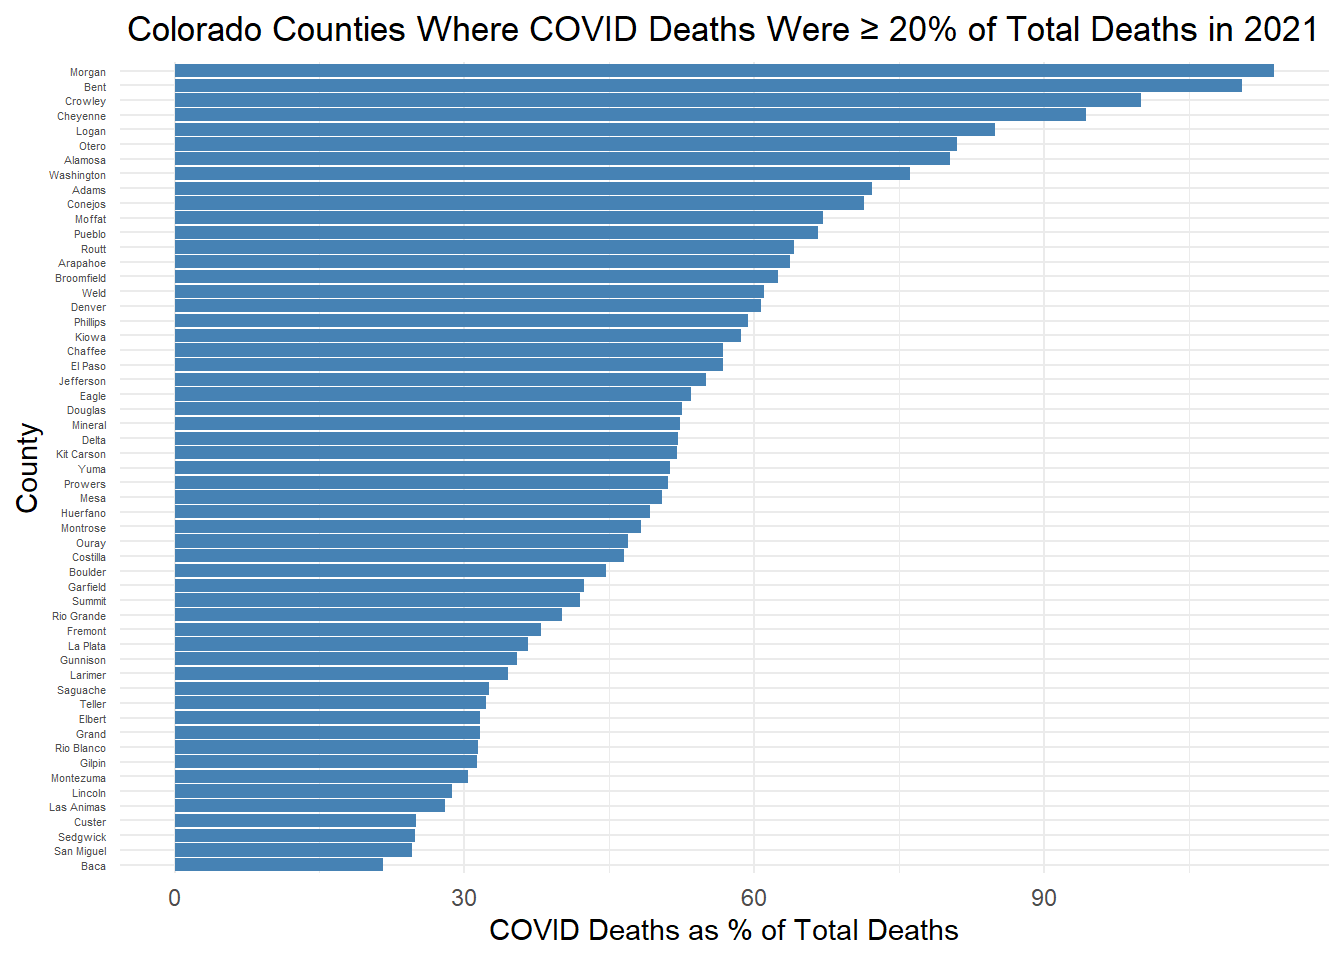 Colorado Counties Where COVID Deaths Were ≥ 20% of Total Deaths in 2021
County
Morgan
Bent
Crowley
Cheyenne
Logan
Otero
Alamosa
Washington
Adams
Conejos
Moffat
Pueblo
Routt
Arapahoe
Broomfield
Weld
Denver
Phillips
Kiowa
Chaffee
El Paso
Jefferson
Eagle
Douglas
Mineral
Delta
Kit Carson
Yuma
Prowers
Mesa
Huerfano
Montrose
Ouray
Costilla
Boulder
Garfield
Summit
Rio Grande
Fremont
La Plata
Gunnison
Larimer
Saguache
Teller
Elbert
Grand
Rio Blanco
Gilpin
Montezuma
Lincoln
Las Animas
Custer
Sedgwick
San Miguel
Baca
0 30 60 90
COVID Deaths as % of Total Deaths